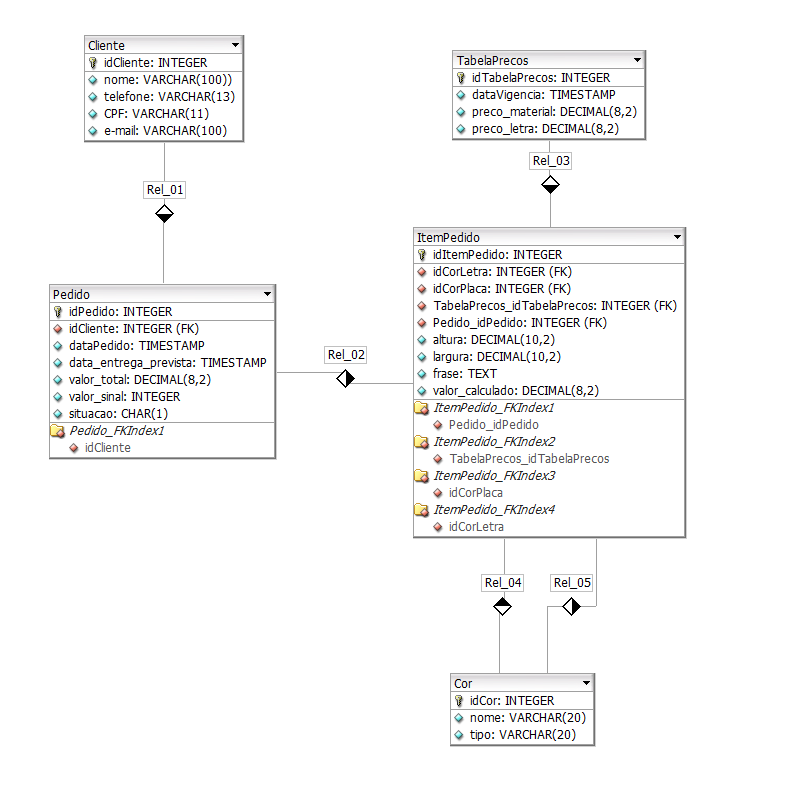 Cliente
idCliente: INTEGER
nome: VARCHAR(100))
telefone: VARCHAR(13)
CPF: VARCHAR(11)
e-mail: VARCHAR(100)
TabelaPrecos
idTabelaPrecos: INTEGER
dataVigencia: TIMESTAMP
preco_material: DECIMAL(8,2)
preco_letra: DECIMAL(8,2)
Rel_01
Rel_03
Pedido
idPedido: INTEGER
idCliente: INTEGER (FK)
dataPedido: TIMESTAMP
data_entrega_prevista: TIMESTAMP
valor_total: DECIMAL(8,2)
valor_sinal: INTEGER
situacao: CHAR(1)
Pedido_FKIndex1
idCliente
Rel_02
ItemPedido
idItemPedido: INTEGER
idCorLetra: INTEGER (FK)
idCorPlaca: INTEGER (FK)
TabelaPrecos_idTabelaPrecos: INTEGER (FK)
Pedido_idPedido: INTEGER (FK)
altura: DECIMAL(10,2)
largura: DECIMAL(10,2)
frase: TEXT
valor_calculado: DECIMAL(8,2)
ItemPedido_FKIndex1
Pedido_idPedido
ItemPedido_FKIndex2
TabelaPrecos_idTabelaPrecos
ItemPedido_FKIndex3
idCorPlaca
ItemPedido_FKIndex4
idCorLetra
Rel_04
Rel_05
Cor
idCor: INTEGER
nome: VARCHAR(20)
tipo: VARCHAR(20)